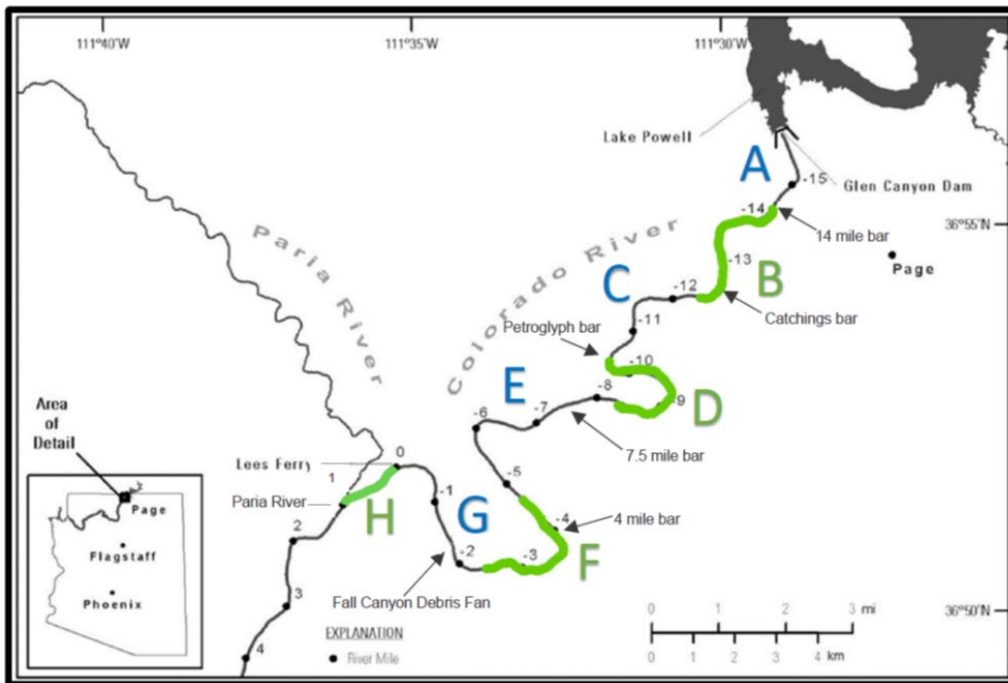 111°40'W
111°35'W
111°30'W
Lake Powell
A
-15
Glen Canyon Dam
-14
14 mile bar
36°55'N
Paria River
Colorado River
-13
B
Page
C
-12
Catchings bar
-11
Petroglyph bar
-10
E
-8
-9
D
-7
-6
7.5 mile bar
Area
of
Detail
0
Lees Ferry
1
-5
Page
Paria River
-1
H
G
-4
4 mile bar
2
Flagstaff
-2
-3
F
Phoenix
3
Fall Canyon Debris Fan
0 1 2 3 mi
36°50'N
EXPLANATION
4
River Mile
0 1 2 3 4 km